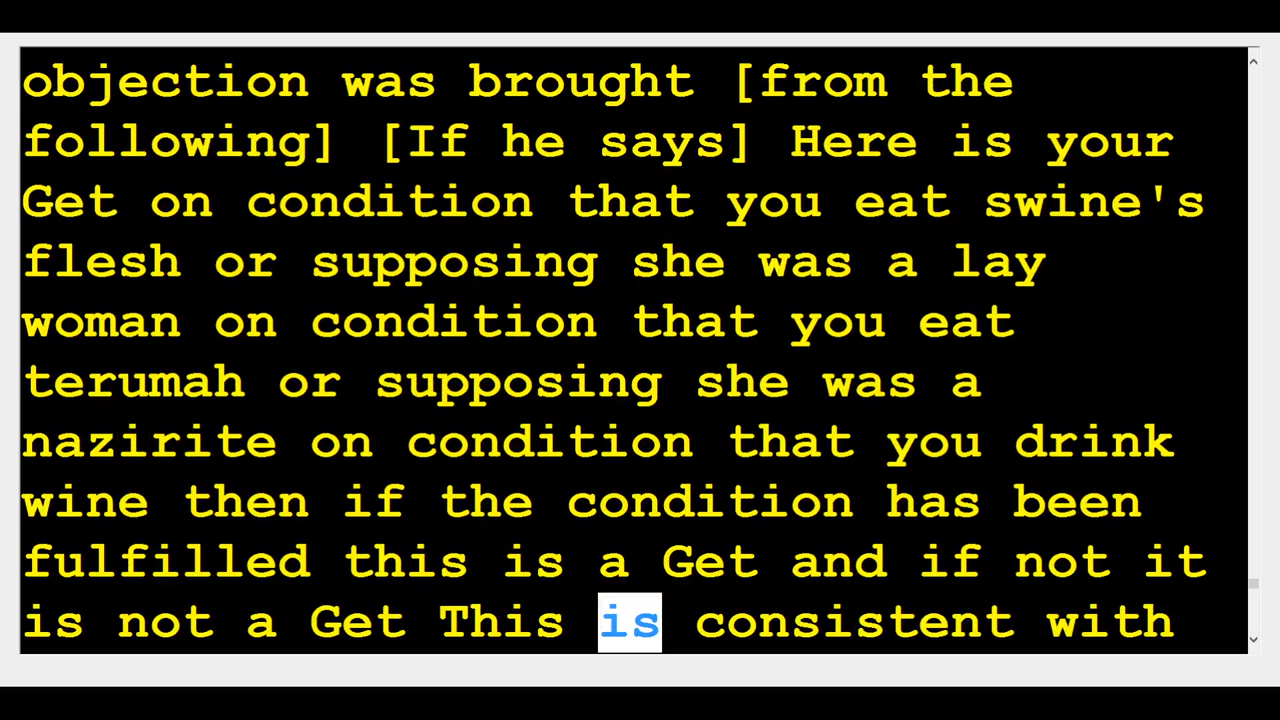 objection was brought [from the
following] [If he says] Here is your
Get on condition that you eat swine's
flesh or supposing she was a lay
woman on condition that you eat
terumah or supposing she was a
nazirite on condition that you drink
wine then if the condition has been
fulfilled this is a Get and if not it
is not a Get This is consistent with